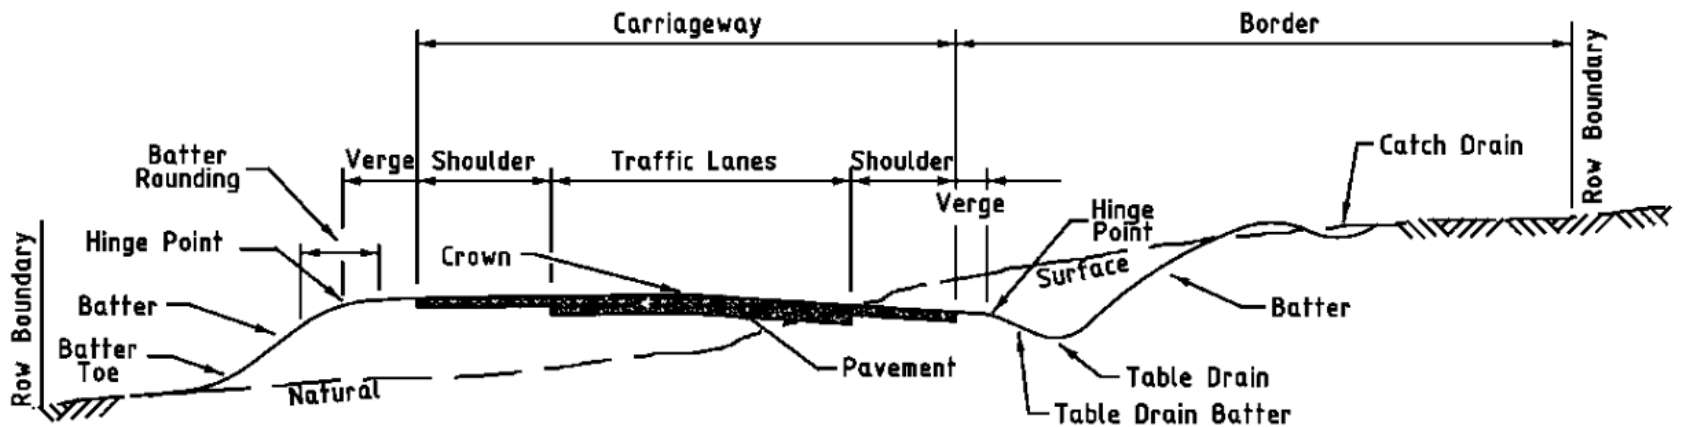 Carriageway
Border
Row Boundary
Catch Drain
Batter
Rounding
Verge
Shoulder
Traffic Lanes
Shoulder
Verge
Hinge
Point
Hinge Point
Crown
Surface
Row Boundary
Batter
Batter
Batter
Toe
Natural
Pavement
Table Drain
Table Drain Batter